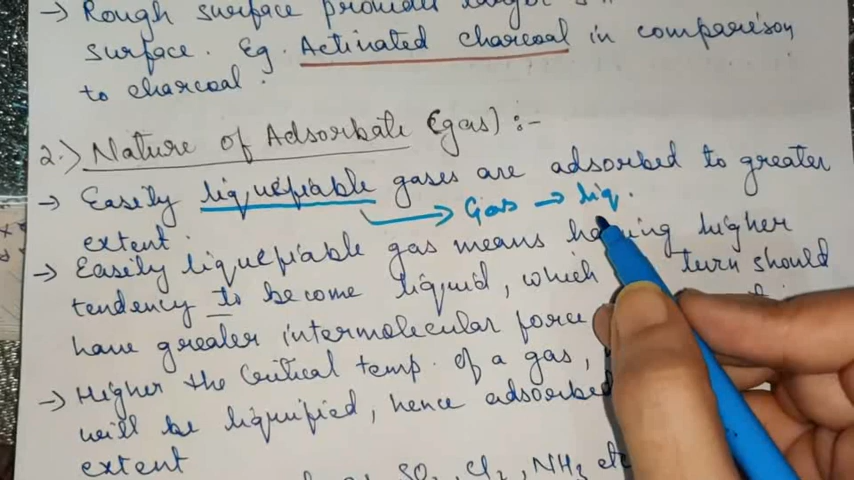 → Rough surface
surface. Eg. Activated charcoal in comparison
to charcoal.
2.) Nature of Adsorbate (gas) :-
→ Easily liquefiable gases are adsorbed to greater
Gas → liq.
extent.
→ Easily liquefiable gas means having higher
tendency to become liquid, which turn should
have greater intermolecular force
→ Higher the Critical temp. of a gas,
will be liquified, hence adsorbed
extent
SO2, Cl2, NH3 etc